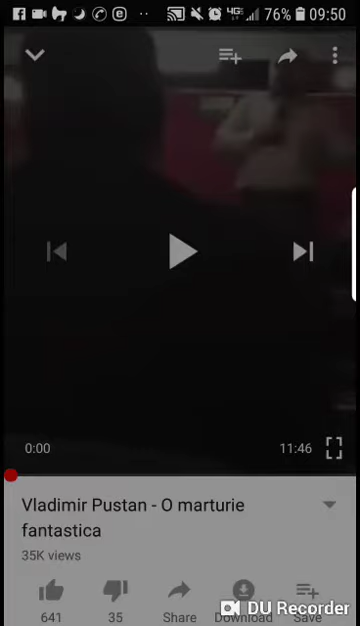 4G 76% 09:50
0:00 11:46
Vladimir Pustan - O marturie
fantastica
35K views
641 35 Share Download Save
DU Recorder